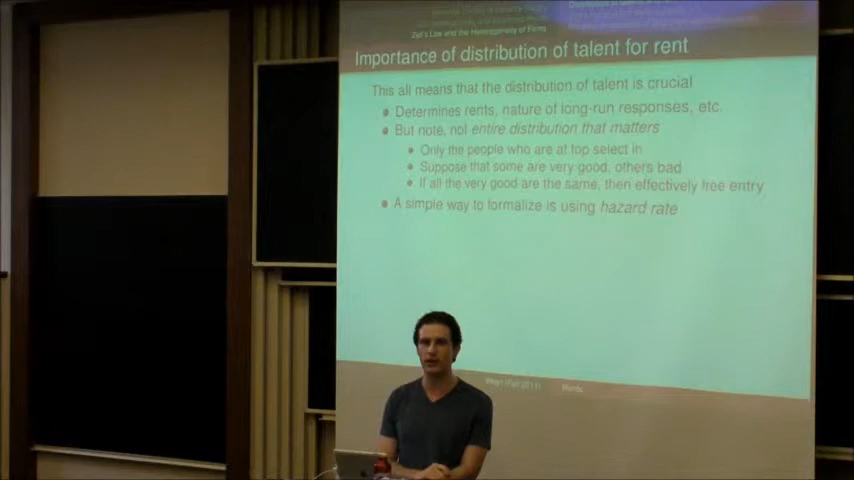 Zipf's Law and the Heterogeneity of Firms
Importance of distribution of talent for rent
This all means that the distribution of talent is crucial
Determines rents, nature of long-run responses, etc.
But note, not entire distribution that matters
Only the people who are at top select in
Suppose that some are very good, others bad
If all the very good are the same, then effectively free entry
A simple way to formalize is using hazard rate